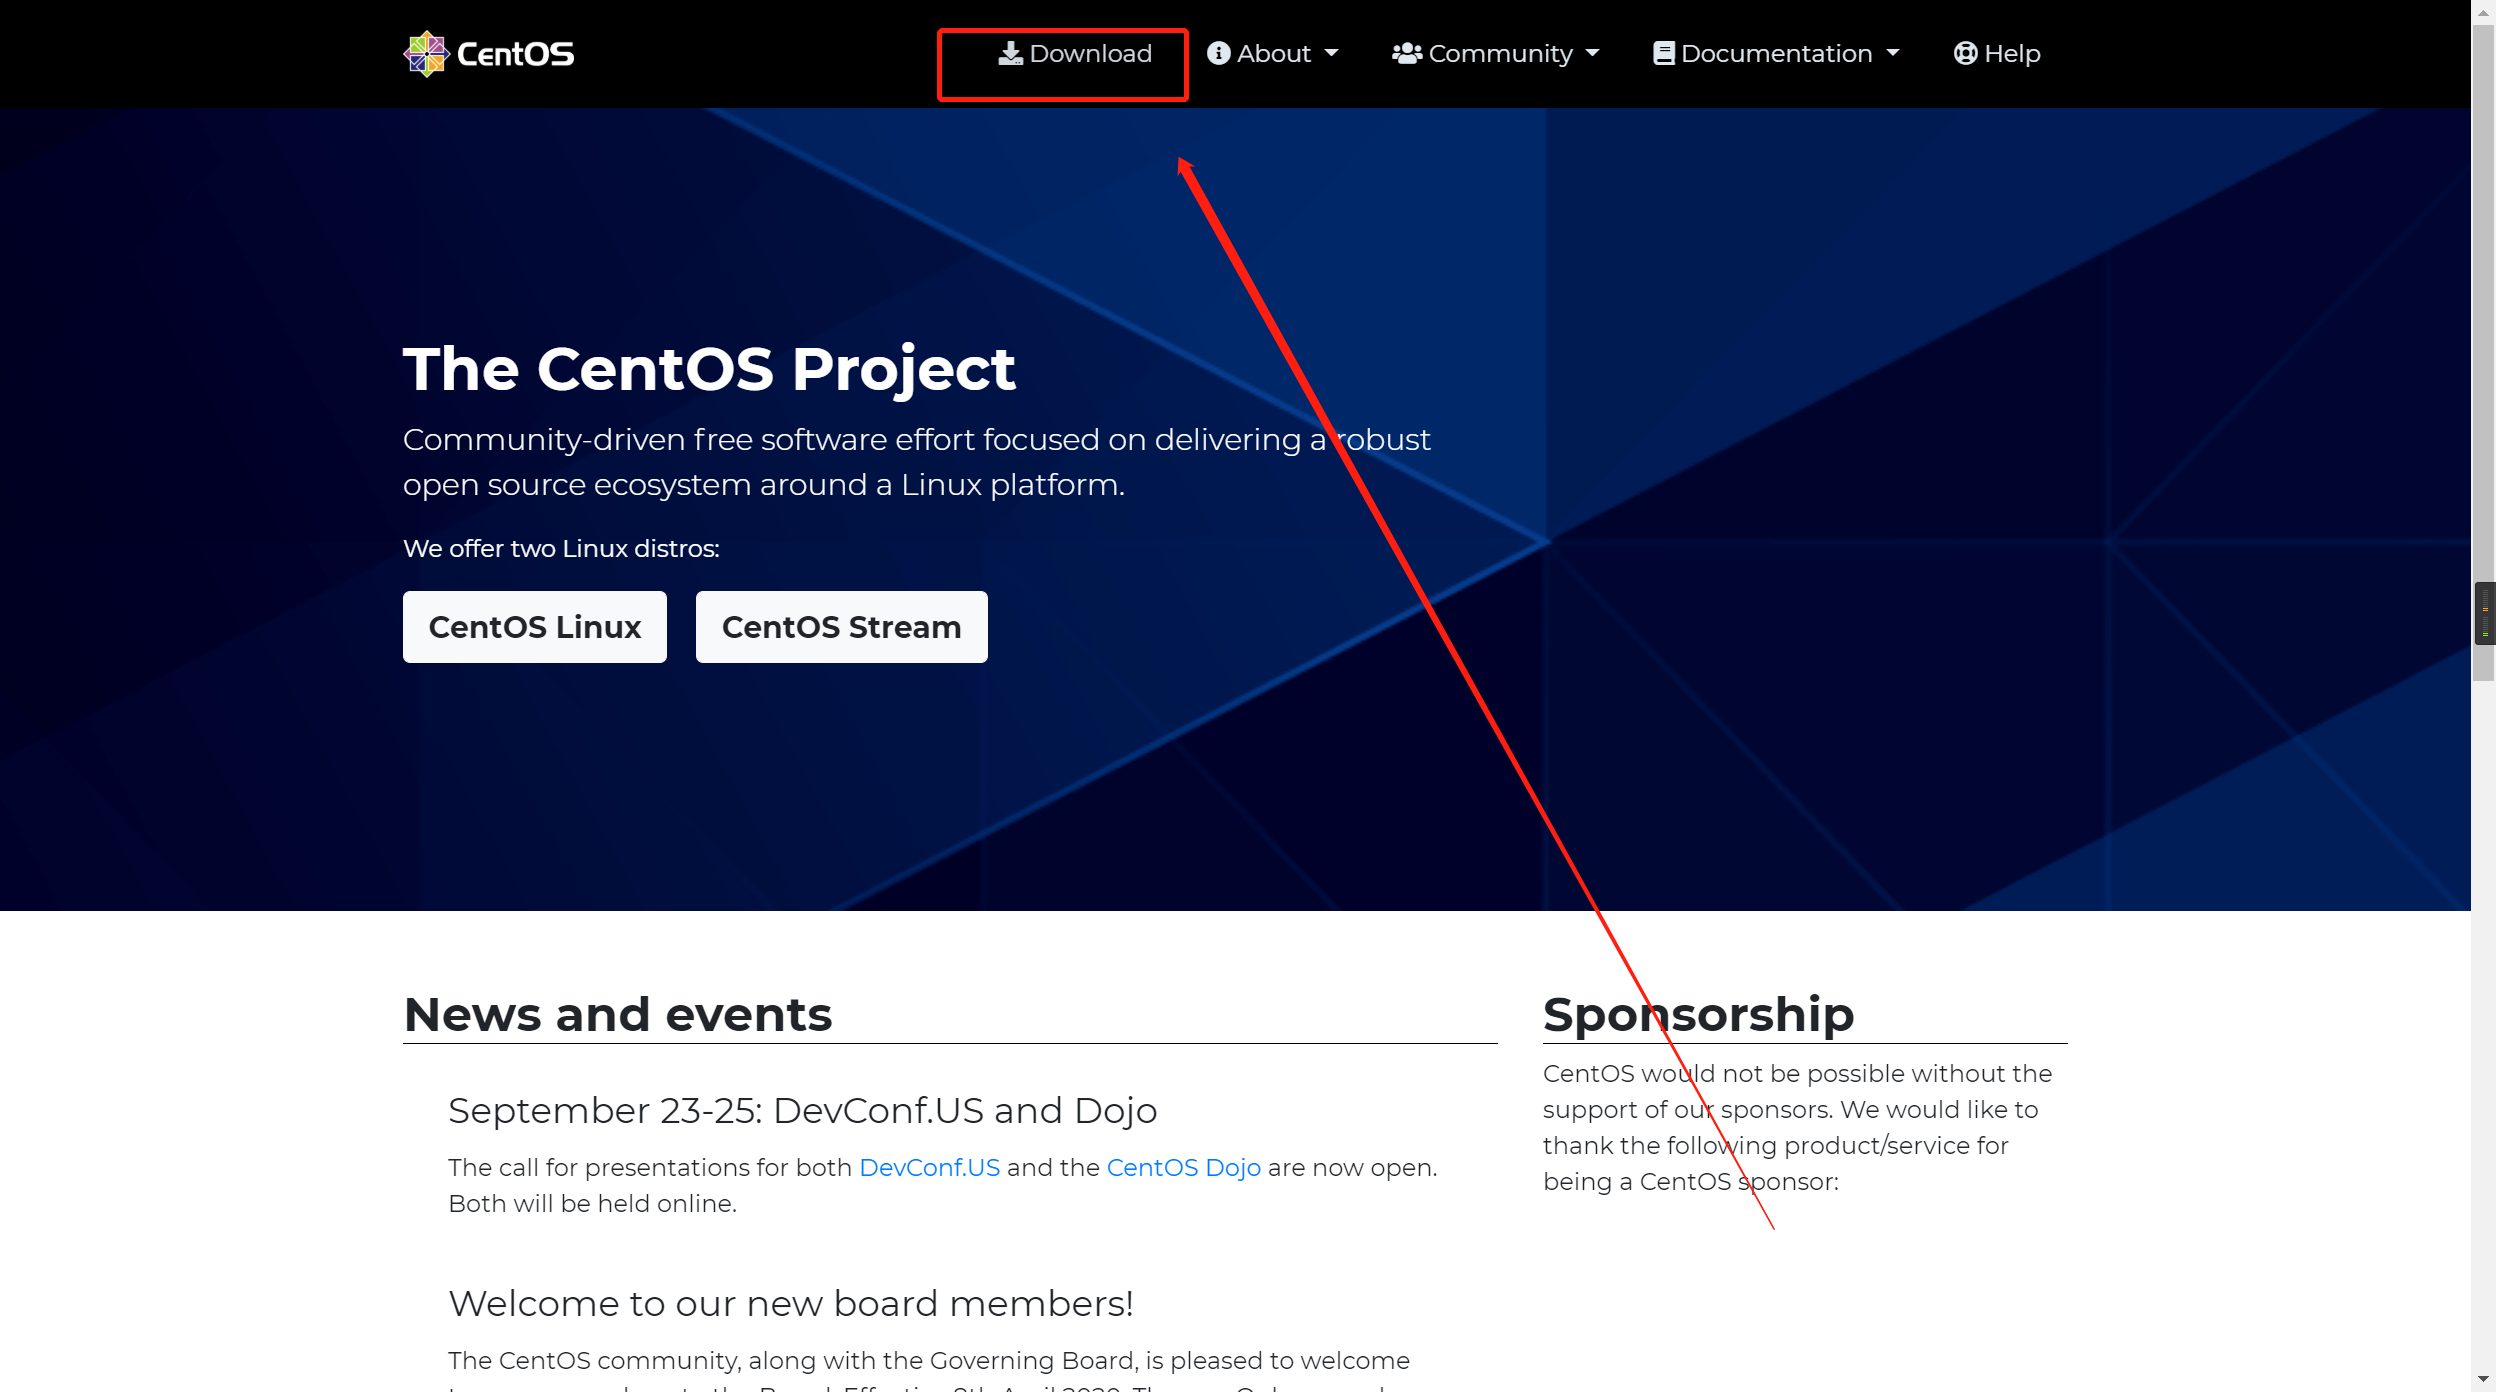 CentOS
Download
About
Community
Documentation
Help
The CentOS Project
Community-driven free software effort focused on delivering a robust
open source ecosystem around a Linux platform.
We offer two Linux distros:
CentOS Linux
CentOS Stream
News and events
September 23-25: DevConf.US and Dojo
The call for presentations for both DevConf.US and the CentOS Dojo are now open.
Both will be held online.
Welcome to our new board members!
The CentOS community, along with the Governing Board, is pleased to welcome
Sponsorship
CentOS would not be possible without the
support of our sponsors. We would like to
thank the following product/service for
being a CentOS sponsor: